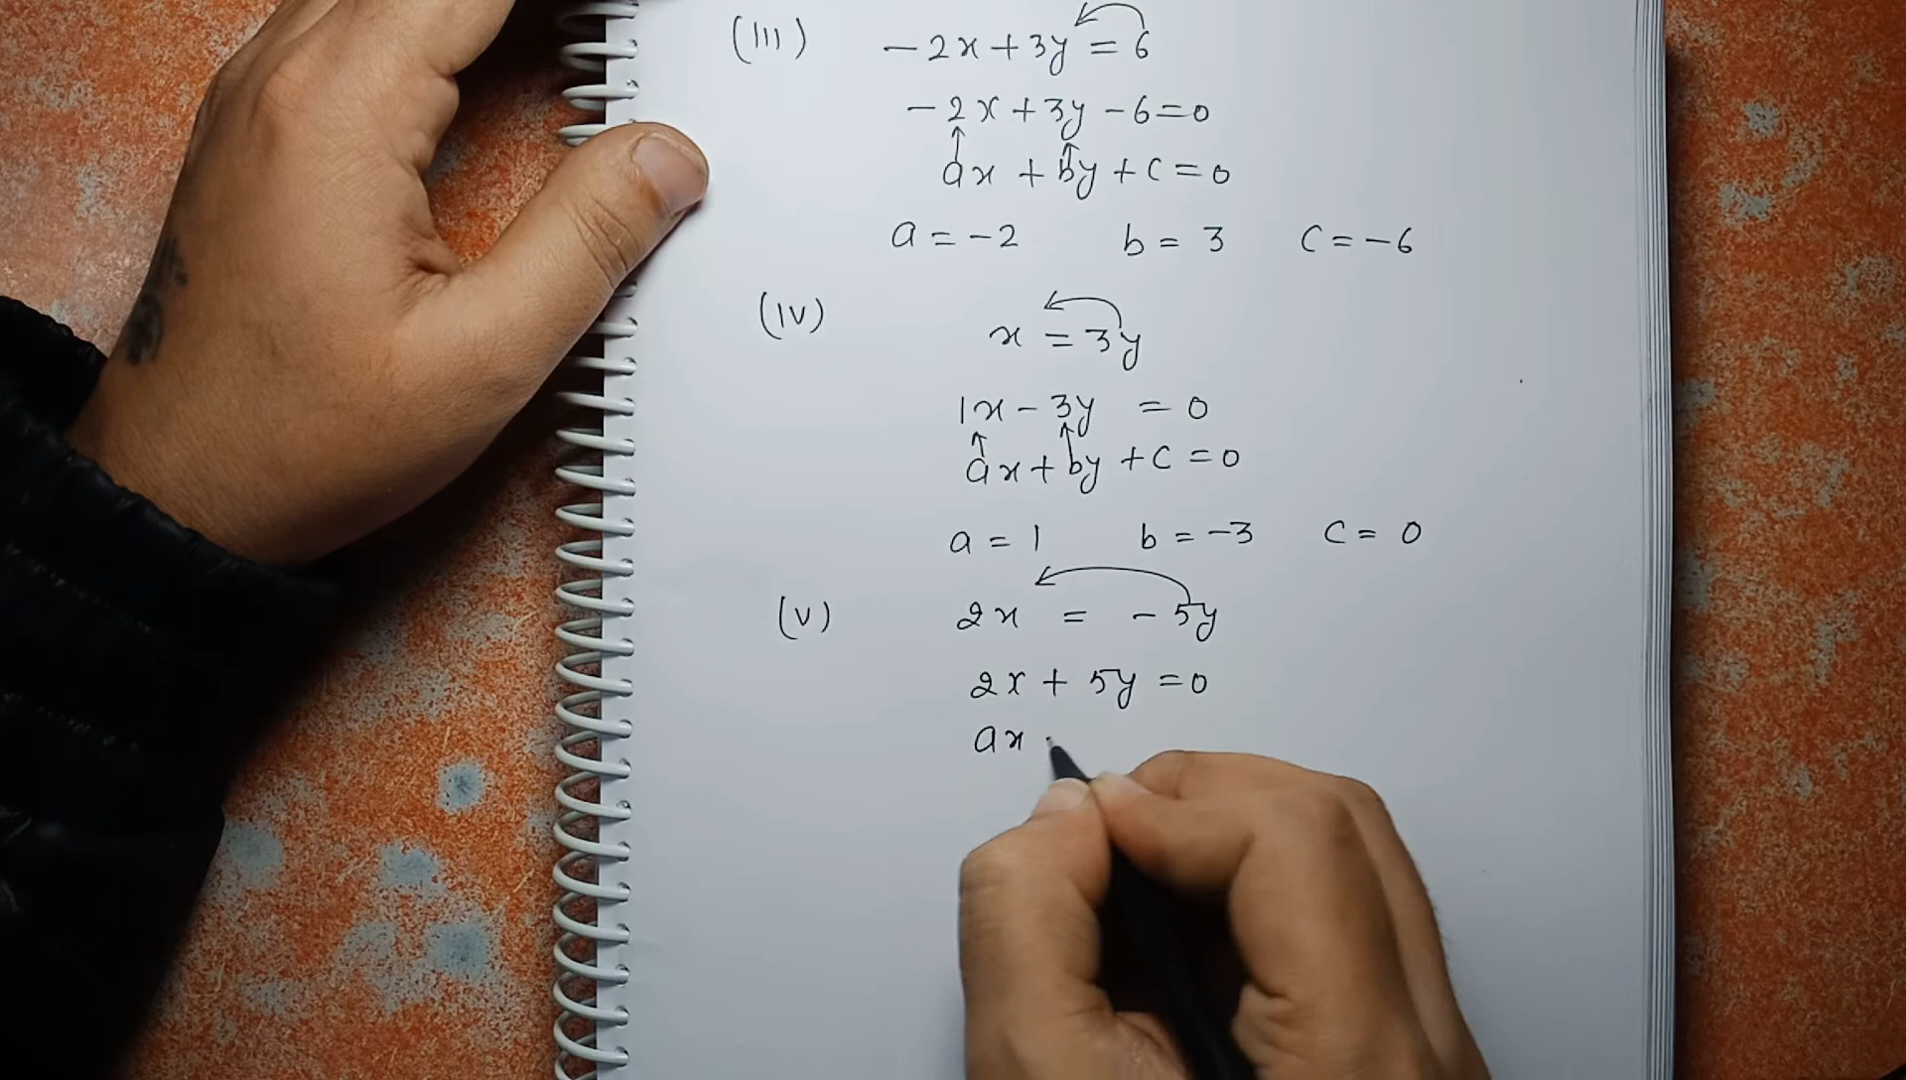 (III) -2x + 3y = 6
-2x + 3y - 6 = 0
ax + by + c = 0
a = -2 b = 3 c = -6
(IV) x = 3y
1x - 3y = 0
ax + by + c = 0
a = 1 b = -3 c = 0
(V) 2x = -5y
2x + 5y = 0
ax